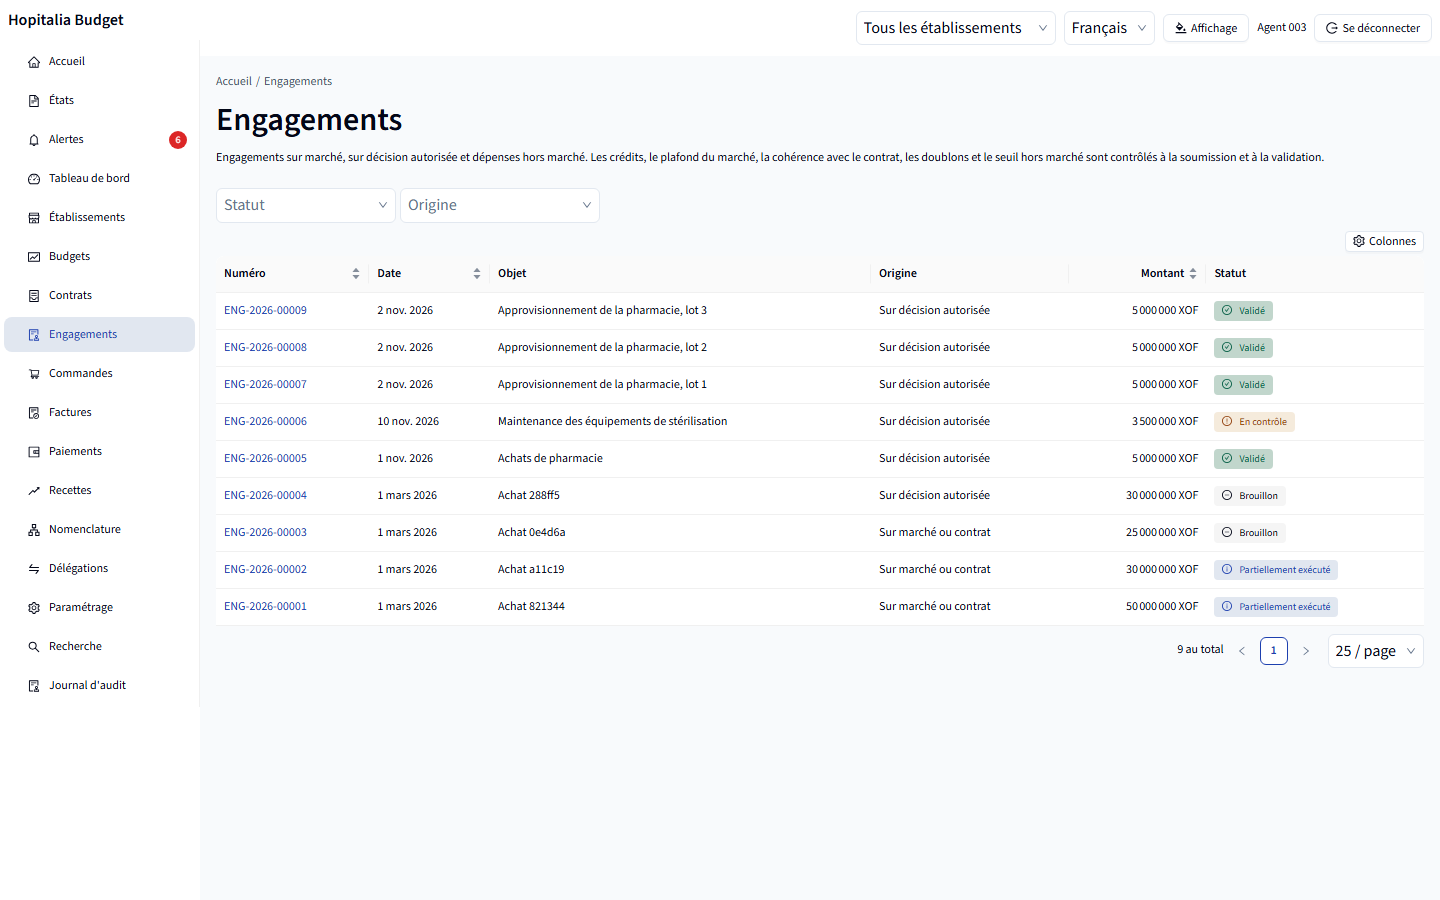 Hopitalia Budget
Tous les établissements
Français
Affichage
Agent 003
Se déconnecter
Accueil
États
Alertes
6
Tableau de bord
Établissements
Budgets
Contrats
Engagements
Commandes
Factures
Paiements
Recettes
Nomenclature
Délégations
Paramétrage
Recherche
Journal d'audit
Accueil / Engagements
Engagements
Engagements sur marché, sur décision autorisée et dépenses hors marché. Les crédits, le plafond du marché, la cohérence avec le contrat, les doublons et le seuil hors marché sont contrôlés à la soumission et à la validation.
Statut
Origine
Colonnes
Numéro Date Objet Origine Montant Statut
ENG-2026-00009 2 nov. 2026 Approvisionnement de la pharmacie, lot 3 Sur décision autorisée 5 000 000 XOF Validé
ENG-2026-00008 2 nov. 2026 Approvisionnement de la pharmacie, lot 2 Sur décision autorisée 5 000 000 XOF Validé
ENG-2026-00007 2 nov. 2026 Approvisionnement de la pharmacie, lot 1 Sur décision autorisée 5 000 000 XOF Validé
ENG-2026-00006 10 nov. 2026 Maintenance des équipements de stérilisation Sur décision autorisée 3 500 000 XOF En contrôle
ENG-2026-00005 1 nov. 2026 Achats de pharmacie Sur décision autorisée 5 000 000 XOF Validé
ENG-2026-00004 1 mars 2026 Achat 288ff5 Sur décision autorisée 30 000 000 XOF Brouillon
ENG-2026-00003 1 mars 2026 Achat 0e4d6a Sur marché ou contrat 25 000 000 XOF Brouillon
ENG-2026-00002 1 mars 2026 Achat a11c19 Sur marché ou contrat 30 000 000 XOF Partiellement exécuté
ENG-2026-00001 1 mars 2026 Achat 821344 Sur marché ou contrat 50 000 000 XOF Partiellement exécuté
9 au total
1
25 / page